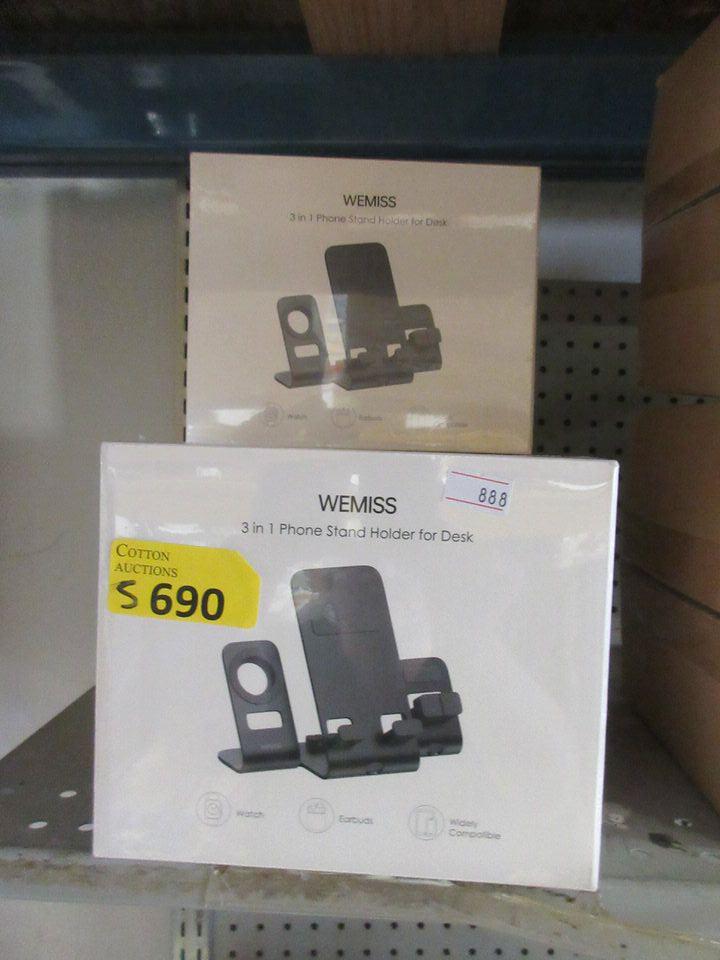 WEMISS
3 in 1 Phone Stand Holder for Desk
Watch
Earbuds
WEMISS
888
3 in 1 Phone Stand Holder for Desk
COTTON
AUCTIONS
S 690
Watch
Earbuds
Widely
Compatible